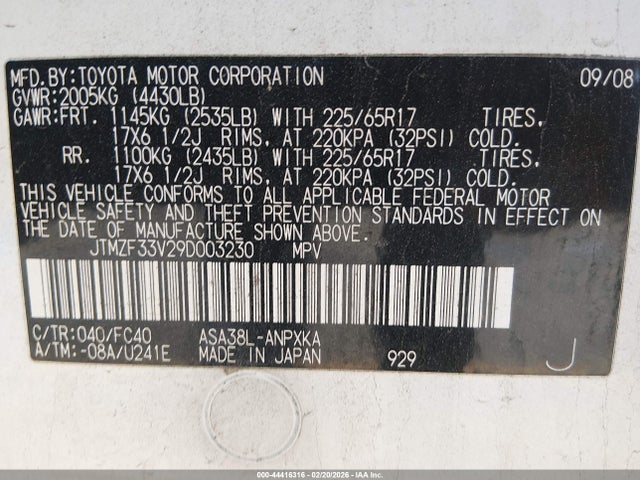 MFD.BY:TOYOTA MOTOR CORPORATION 09/08
GVWR:2005KG (4430LB)
GAWR:FRT. 1145KG (2535LB) WITH 225/65R17 TIRES,
17X6 1/2J RIMS, AT 220KPA (32PSI) COLD.
RR. 1100KG (2435LB) WITH 225/65R17 TIRES,
17X6 1/2J RIMS, AT 220KPA (32PSI) COLD.
THIS VEHICLE CONFORMS TO ALL APPLICABLE FEDERAL MOTOR
VEHICLE SAFETY AND THEFT PREVENTION STANDARDS IN EFFECT ON
THE DATE OF MANUFACTURE SHOWN ABOVE.
JTMZF33V29D003230 MPV
C/TR:040/FC40 ASA38L-ANPXKA
A/TM:-08A/U241E MADE IN JAPAN 929 J
000-44416316 - 02/20/2026 - IAA Inc.